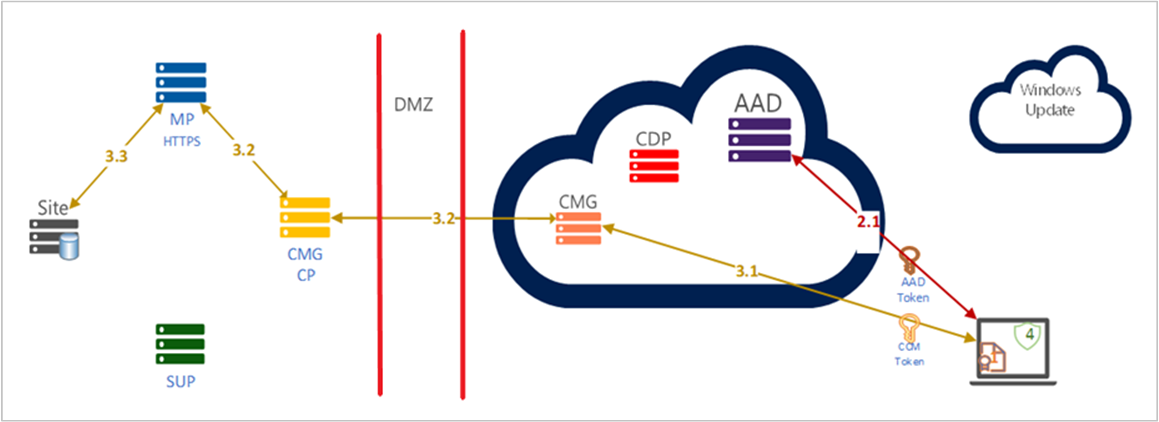 MP
HTTPS
3.3
3.2
Site
CMG
CP
SUP
DMZ
3.2
CMG
CDP
AAD
2.1
3.1
AAD
Token
CCM
Token
1
4
Windows
Update